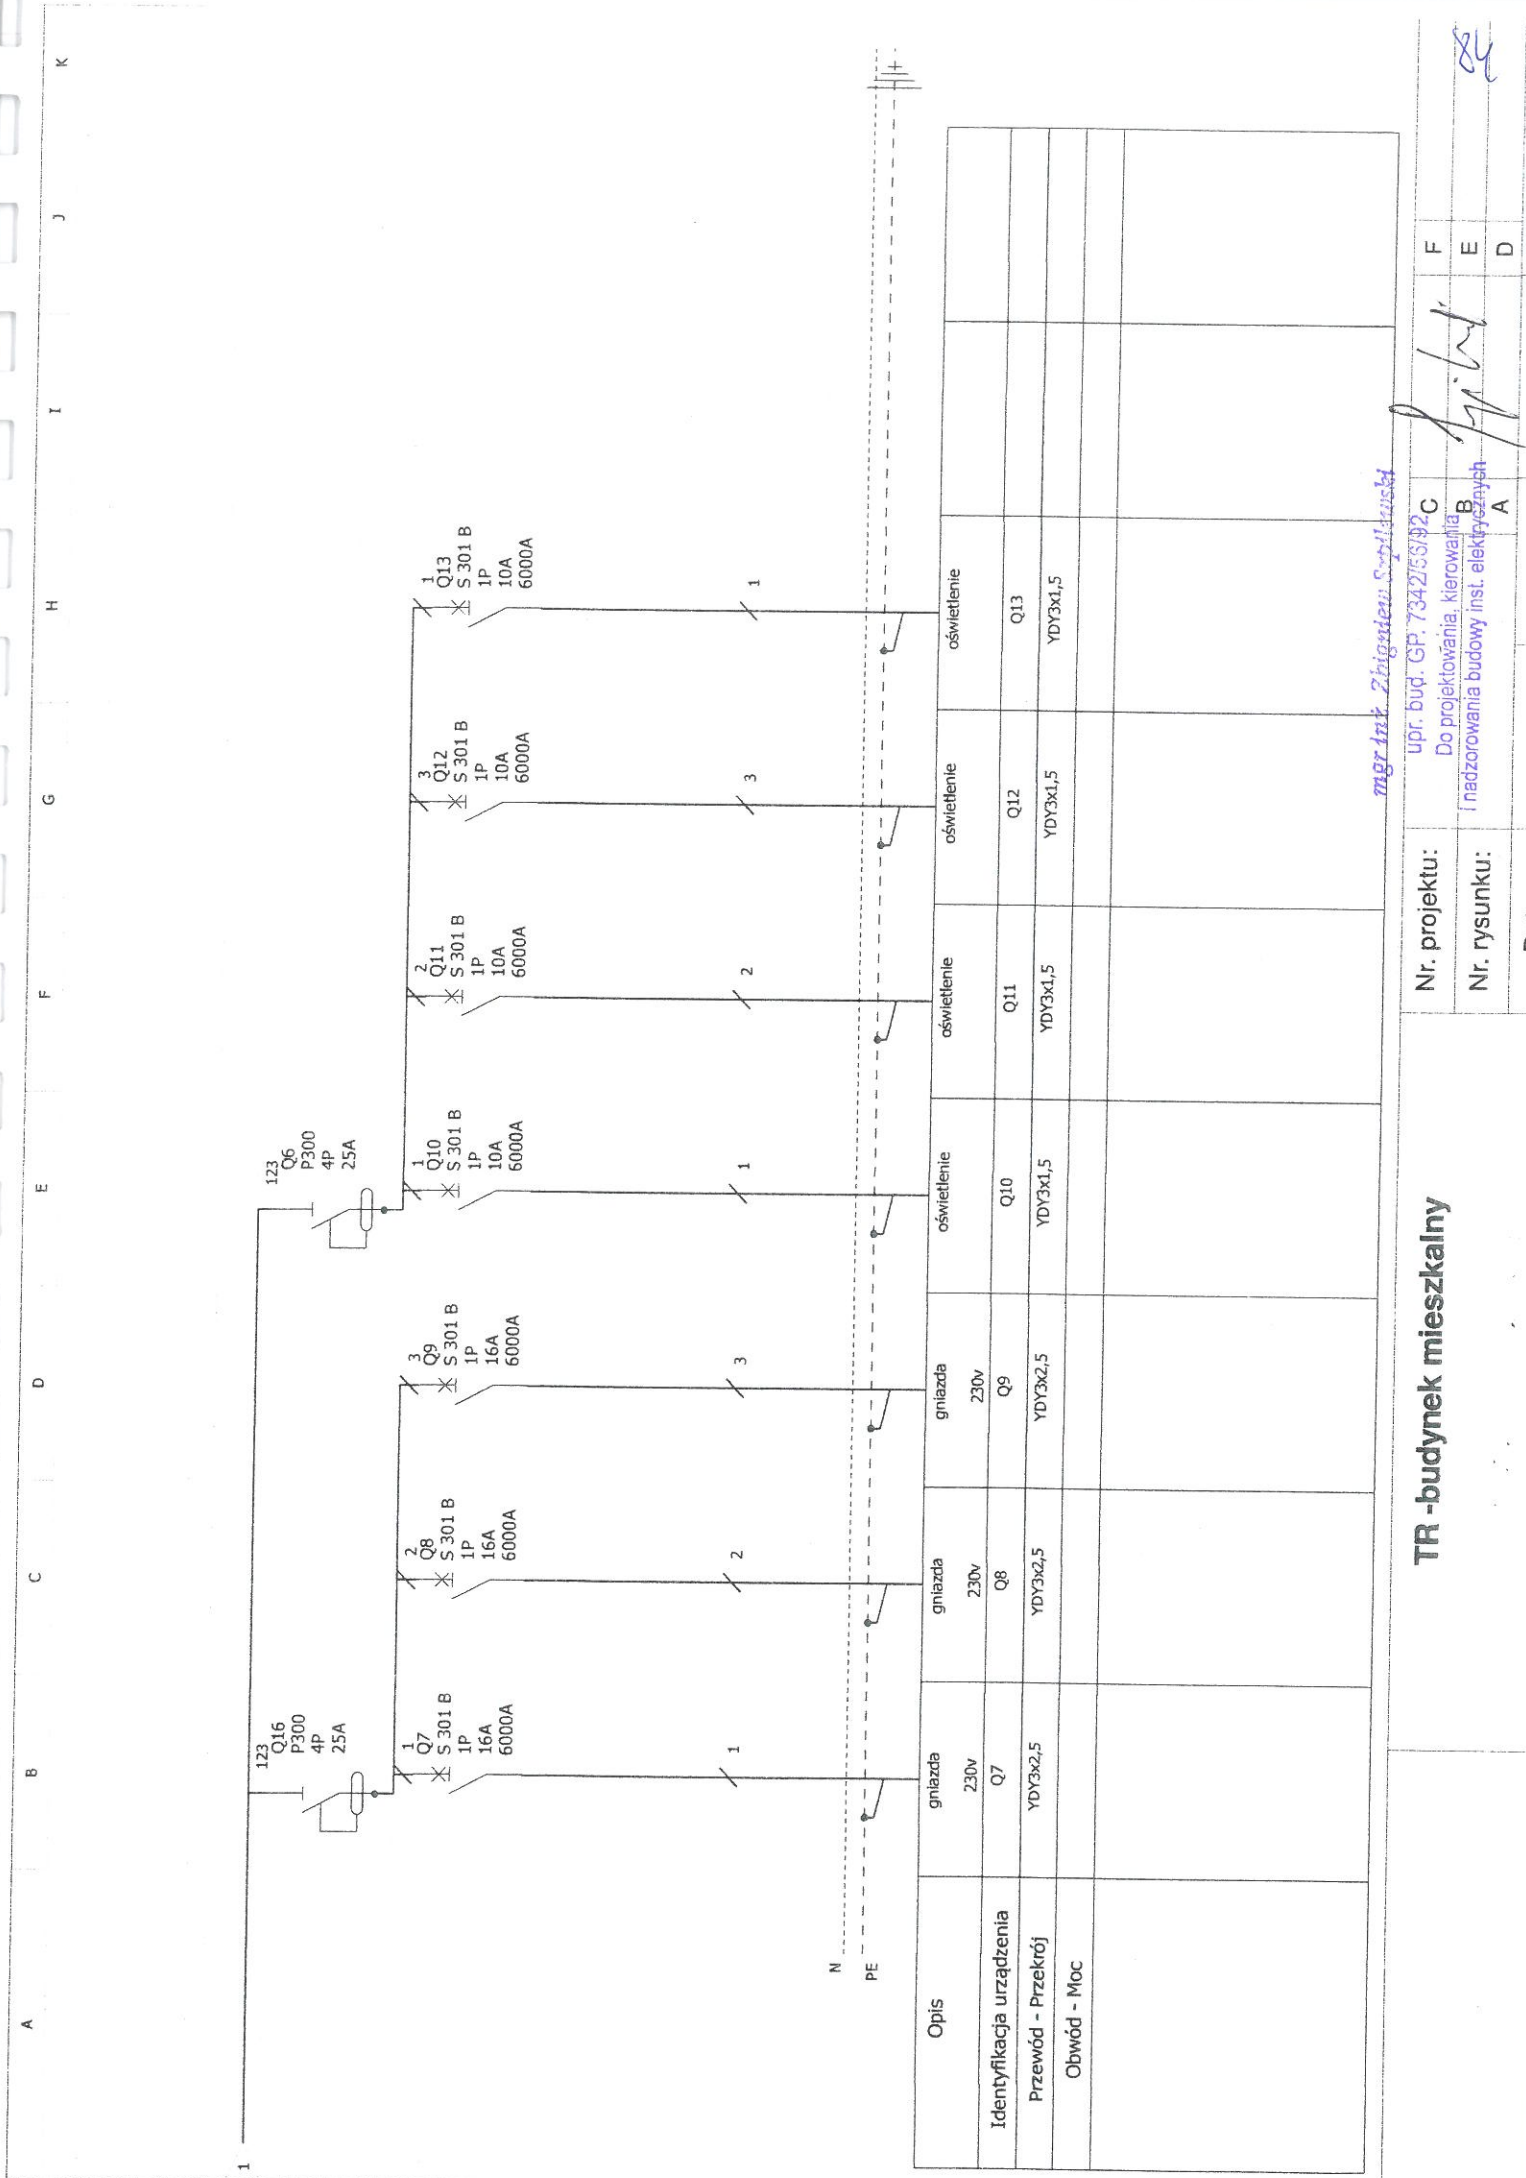 A B C D E F G H I J K
1
123
Q16
P300
4P
25A
123
Q6
P300
4P
25A
1
Q7
S 301 B
1P
16A
6000A
2
Q8
S 301 B
1P
16A
6000A
3
Q9
S 301 B
1P
16A
6000A
1
Q10
S 301 B
1P
10A
6000A
2
Q11
S 301 B
1P
10A
6000A
3
Q12
S 301 B
1P
10A
6000A
1
Q13
S 301 B
1P
10A
6000A
1 2 3 1 2 3 1
N
PE
Opis gniazda gniazda gniazda oświetlenie oświetlenie oświetlenie oświetlenie
230v 230v 230v
Identyfikacja urządzenia Q7 Q8 Q9 Q10 Q11 Q12 Q13
Przewód - Przekrój YDY3x2,5 YDY3x2,5 YDY3x2,5 YDY3x1,5 YDY3x1,5 YDY3x1,5 YDY3x1,5
Obwód - Moc
mgr inż. Zbigniew
upr. bud. GP. 7342/56/92
Do projektowania, kierowania
i nadzorowania budowy inst. elektrycznych
TR -budynek mieszkalny
Nr. projektu: C F
Nr. rysunku: B E
A D
84